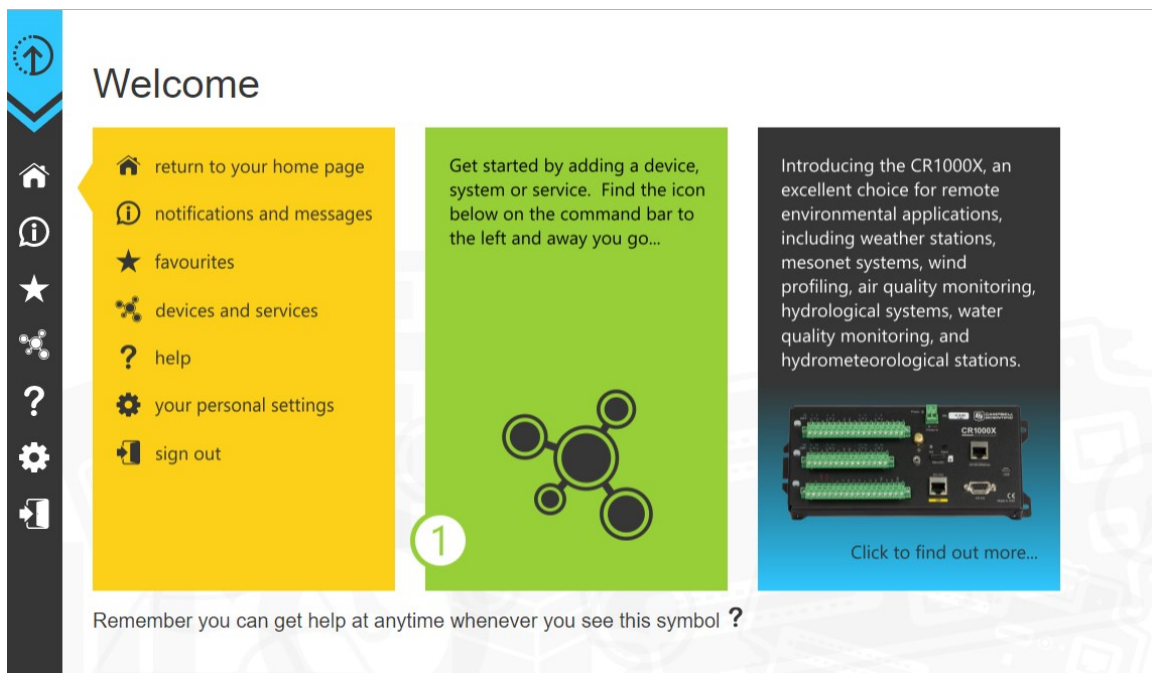 Welcome
return to your home page
notifications and messages
favourites
devices and services
? help
your personal settings
sign out
Get started by adding a device,
system or service. Find the icon
below on the command bar to
the left and away you go...
1
Introducing the CR1000X, an
excellent choice for remote
environmental applications,
including weather stations,
mesonet systems, wind
profiling, air quality monitoring,
hydrological systems, water
quality monitoring, and
hydrometeorological stations.
CAMPBELL
SCIENTIFIC
CR1000X
Click to find out more...
Remember you can get help at anytime whenever you see this symbol ?